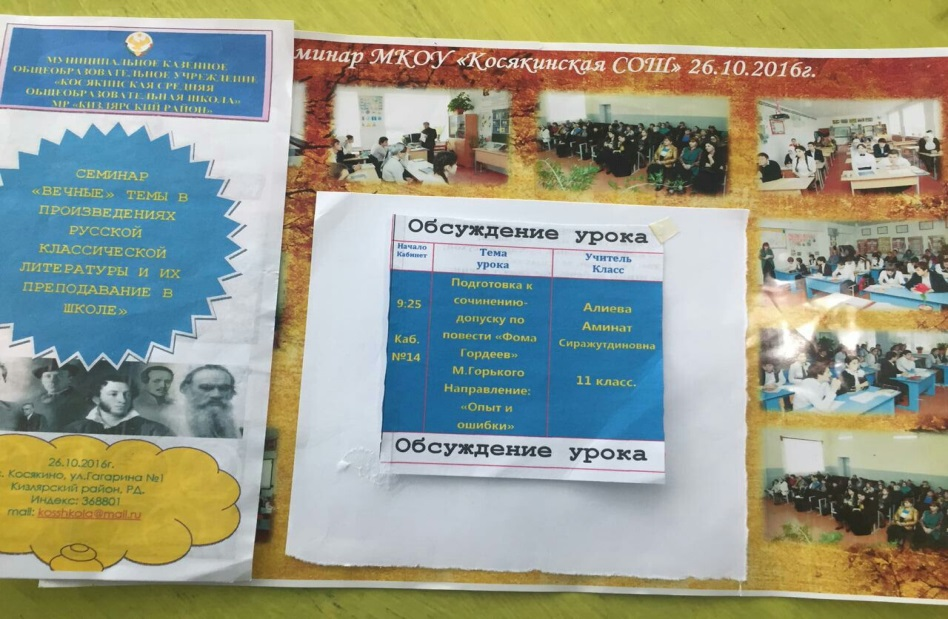 МУНИЦИПАЛЬНОЕ КАЗЕННОЕ
ОБЩЕОБРАЗОВАТЕЛЬНОЕ УЧРЕЖДЕНИЕ
«КОСЯКИНСКАЯ СРЕДНЯЯ
ОБЩЕОБРАЗОВАТЕЛЬНАЯ ШКОЛА»
МР «КИЗЛЯРСКИЙ РАЙОН»
СЕМИНАР
«ВЕЧНЫЕ» ТЕМЫ В
ПРОИЗВЕДЕНИЯХ
РУССКОЙ
КЛАССИЧЕСКОЙ
ЛИТЕРАТУРЫ И ИХ
ПРЕПОДАВАНИЕ В
ШКОЛЕ»
26.10.2016г.
с. Косякино, ул.Гагарина №1
Кизлярский район, РД.
Индекс: 368801
mail: kosshkola@mail.ru
минар МКОУ «Косякинская СОШ» 26.10.2016г.
Обсуждение урока
Начало
Кабинет
Тема
урока
Учитель
Класс
9:25
Каб.
№14
Подготовка к
сочинению-
допуску по
повести «Фома
Гордеев»
М.Горького
Направление:
«Опыт и
ошибки»
Алиева
Аминат
Сиражутдиновна
11 класс.
Обсуждение урока